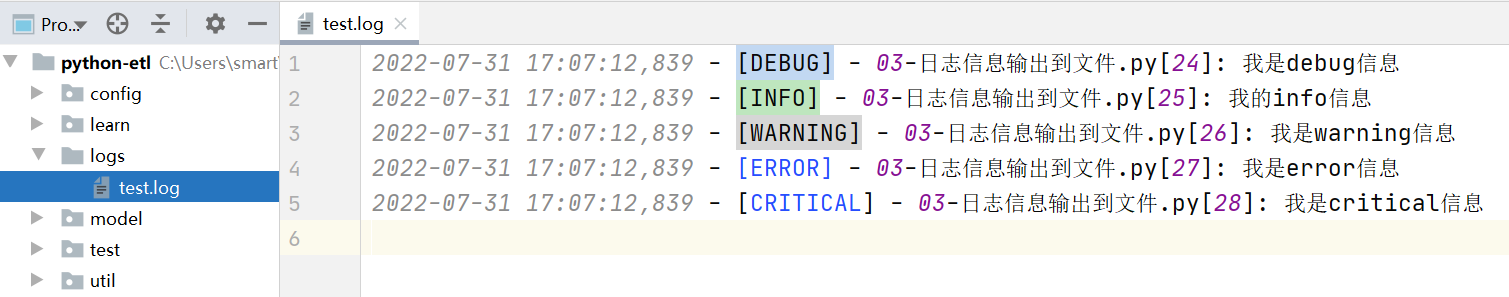 Pro...
test.log
python-etl C:\Users\smart
config
learn
logs
test.log
model
test
util
1 2022-07-31 17:07:12,839 - [DEBUG] - 03-日志信息输出到文件.py[24]: 我是debug信息
2 2022-07-31 17:07:12,839 - [INFO] - 03-日志信息输出到文件.py[25]: 我的info信息
3 2022-07-31 17:07:12,839 - [WARNING] - 03-日志信息输出到文件.py[26]: 我是warning信息
4 2022-07-31 17:07:12,839 - [ERROR] - 03-日志信息输出到文件.py[27]: 我是error信息
5 2022-07-31 17:07:12,839 - [CRITICAL] - 03-日志信息输出到文件.py[28]: 我是critical信息
6